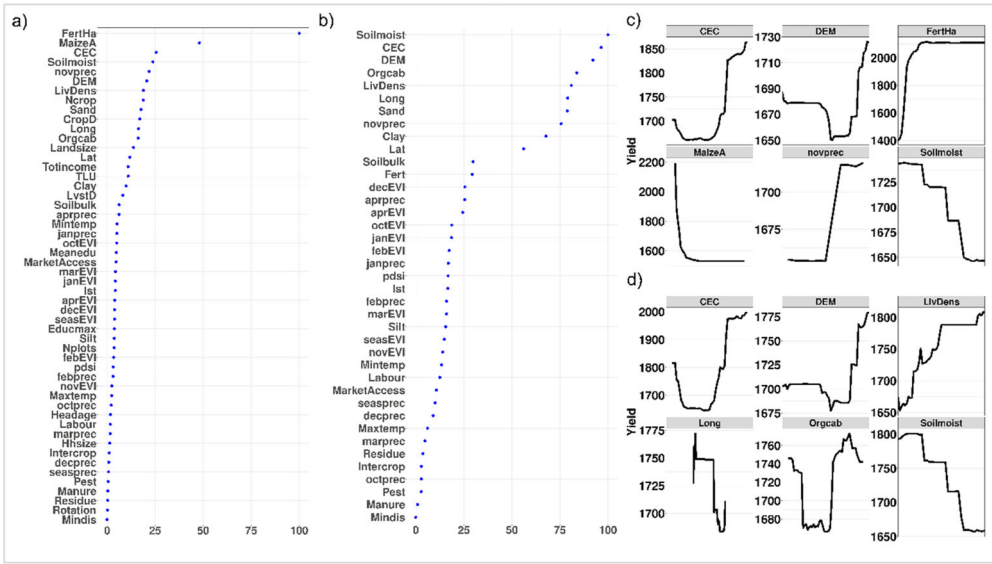 a)
FertHa
MaizeA
CEC
Soilmoist
novprec
DEM
LivDens
Ncrop
Sand
CropD
Long
Orgcab
Landsize
Lat
Totincome
TLU
Clay
LvstD
Soilbulk
aprprec
Mintemp
janprec
octEVI
Meanedu
MarketAccess
marEVI
janEVI
lst
aprEVI
decEVI
seasEVI
Educmax
Silt
Nplots
febEVI
pdsi
febprec
novEVI
Maxtemp
octprec
Headage
Labour
marprec
Hhsize
Intercrop
decprec
seasprec
Pest
Manure
Residue
Rotation
Mindis
0 25 50 75 100
b)
Soilmoist
CEC
DEM
Orgcab
LivDens
Long
Sand
novprec
Clay
Lat
Soilbulk
Fert
decEVI
aprprec
aprEVI
octEVI
janEVI
febEVI
janprec
pdsi
lst
febprec
marEVI
Silt
seasEVI
novEVI
Mintemp
Labour
MarketAccess
seasprec
decprec
Maxtemp
marprec
Residue
Intercrop
octprec
Pest
Manure
Mindis
0 25 50 75 100
c)
Yield
CEC
1850
1800
1750
1700
DEM
1730
1710
1690
1670
1650
FertHa
2000
1800
1600
1400
MaizeA
2200
2000
1800
1600
novprec
1700
1675
Soilmoist
1725
1700
1675
1650
d)
Yield
CEC
2000
1900
1800
1700
DEM
1775
1750
1725
1700
1675
LivDens
1800
1750
1700
1650
Long
1775
1750
1725
1700
Orgcab
1760
1740
1720
1700
1680
Soilmoist
1800
1750
1700
1650